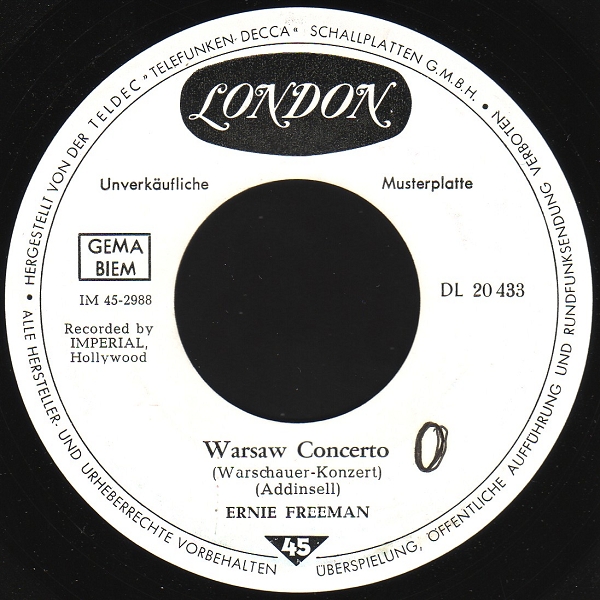 • HERGESTELLT VON DER TELDEC »TELEFUNKEN-DECCA« SCHALLPLATTEN G.M.B.H. •
LONDON
Unverkäufliche Musterplatte
GEMA
BIEM
IM 45-2988
DL 20 433
Recorded by
IMPERIAL,
Hollywood
Warsaw Concerto
(Warschauer-Konzert)
(Addinsell)
ERNIE FREEMAN
45
ALLE HERSTELLER- UND URHEBERRECHTE VORBEHALTEN
ÜBERSPIELUNG, ÖFFENTLICHE AUFFÜHRUNG UND RUNDFUNKSENDUNG VERBOTEN
0